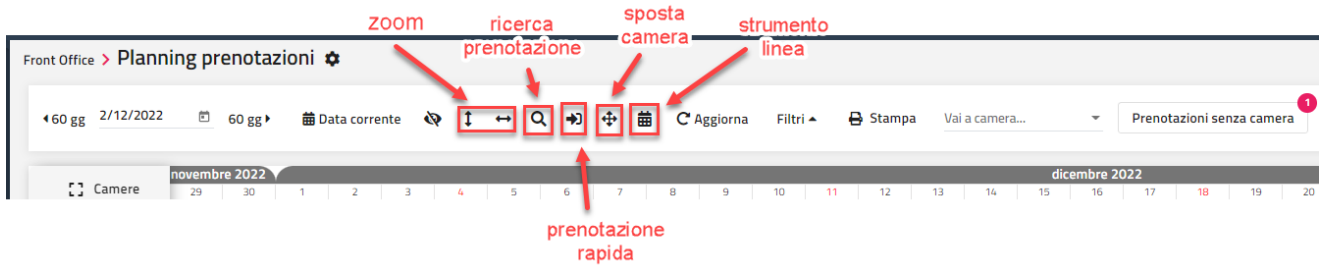 zoom
ricerca
prenotazione
sposta
camera
strumento
linea
Front Office > Planning prenotazioni
60 gg 2/12/2022 60 gg Data corrente Aggiorna Filtri Stampa Vai a camera... Prenotazioni senza camera 1
novembre 2022 dicembre 2022
Camere 29 30 1 2 3 4 5 6 7 8 9 10 11 12 13 14 15 16 17 18 19 20
prenotazione
rapida